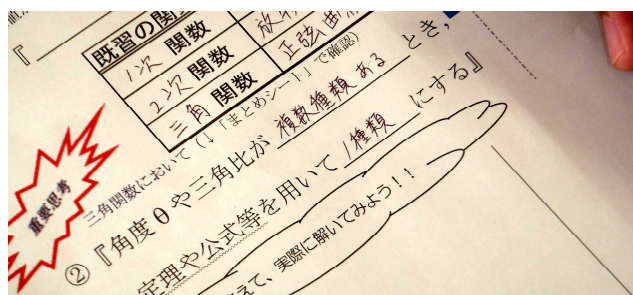 既習の関
『
1次 関数
2次 関数
三角 関数
放
正弦曲
三角関数において (↓「まとめシート」で確認)
重要思考
② 『角度θや三角比が 複数種類ある とき,
定理や公式等を用いて 1種類 にする』
えて、実際に解いてみよう!!